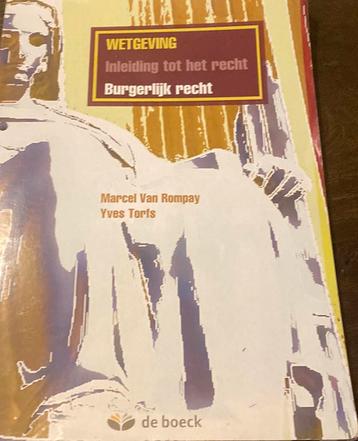 WETGEVING
Inleiding tot het recht
Burgerlijk recht
Marcel Van Rompay
Yves Torfs
de boeck